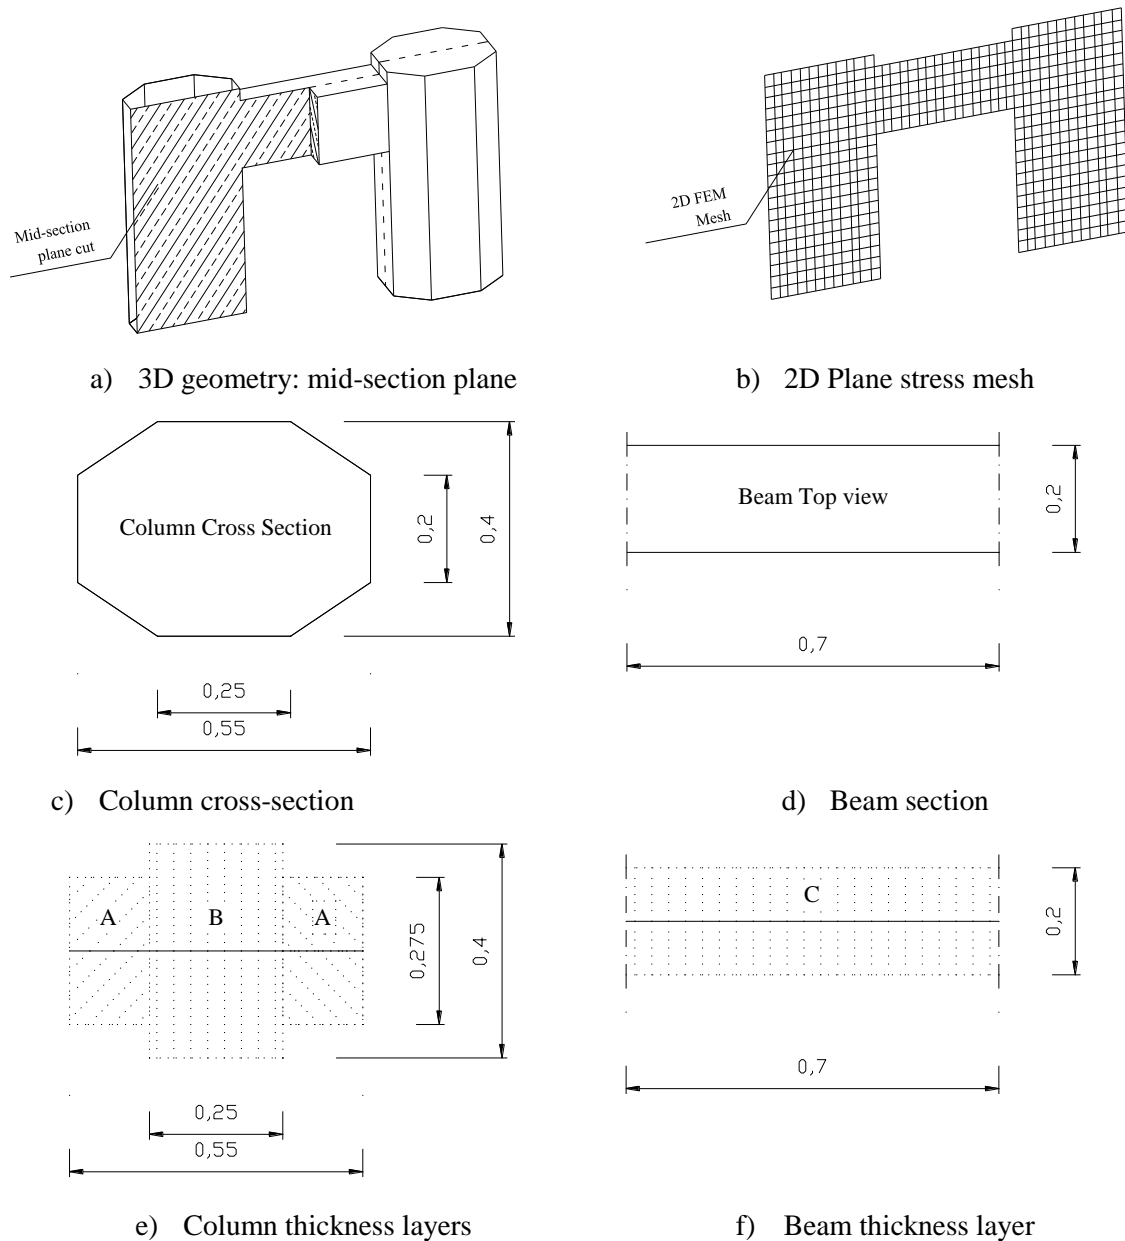 Mid-section
plane cut
2D FEM
Mesh
a) 3D geometry: mid-section plane
b) 2D Plane stress mesh
Column Cross Section
0,2
0,4
0,25
0,55
Beam Top view
0,2
0,7
c) Column cross-section
d) Beam section
A
B
A
0,275
0,4
0,25
0,55
C
0,2
0,7
e) Column thickness layers
f) Beam thickness layer